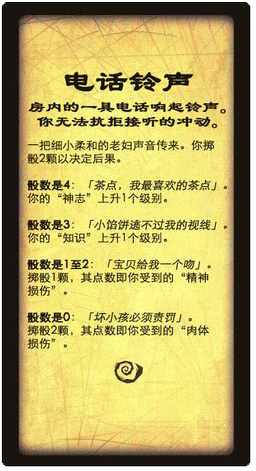 电话铃声
房内的一具电话响起铃声。
你无法抗拒接听的冲动。
一把细小柔和的老妇声音传来。你掷
骰2颗以决定后果。
骰数是4：「茶点，我最喜欢的茶点」。
你的“神志”上升1个级别。
骰数是3：「小馅饼逃不过我的视线」。
你的“知识”上升1个级别。
骰数是1至2：「宝贝给我一个吻」。
掷骰1颗，其点数即你受到的“精神
损伤”。
骰数是0：「坏小孩必须责罚」。
掷骰2颗，其点数即你受到的“肉体
损伤”。